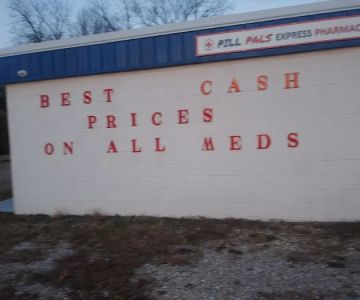 PILL PALS EXPRESS PHARMAC
BEST CASH
PRICES
ON ALL MEDS